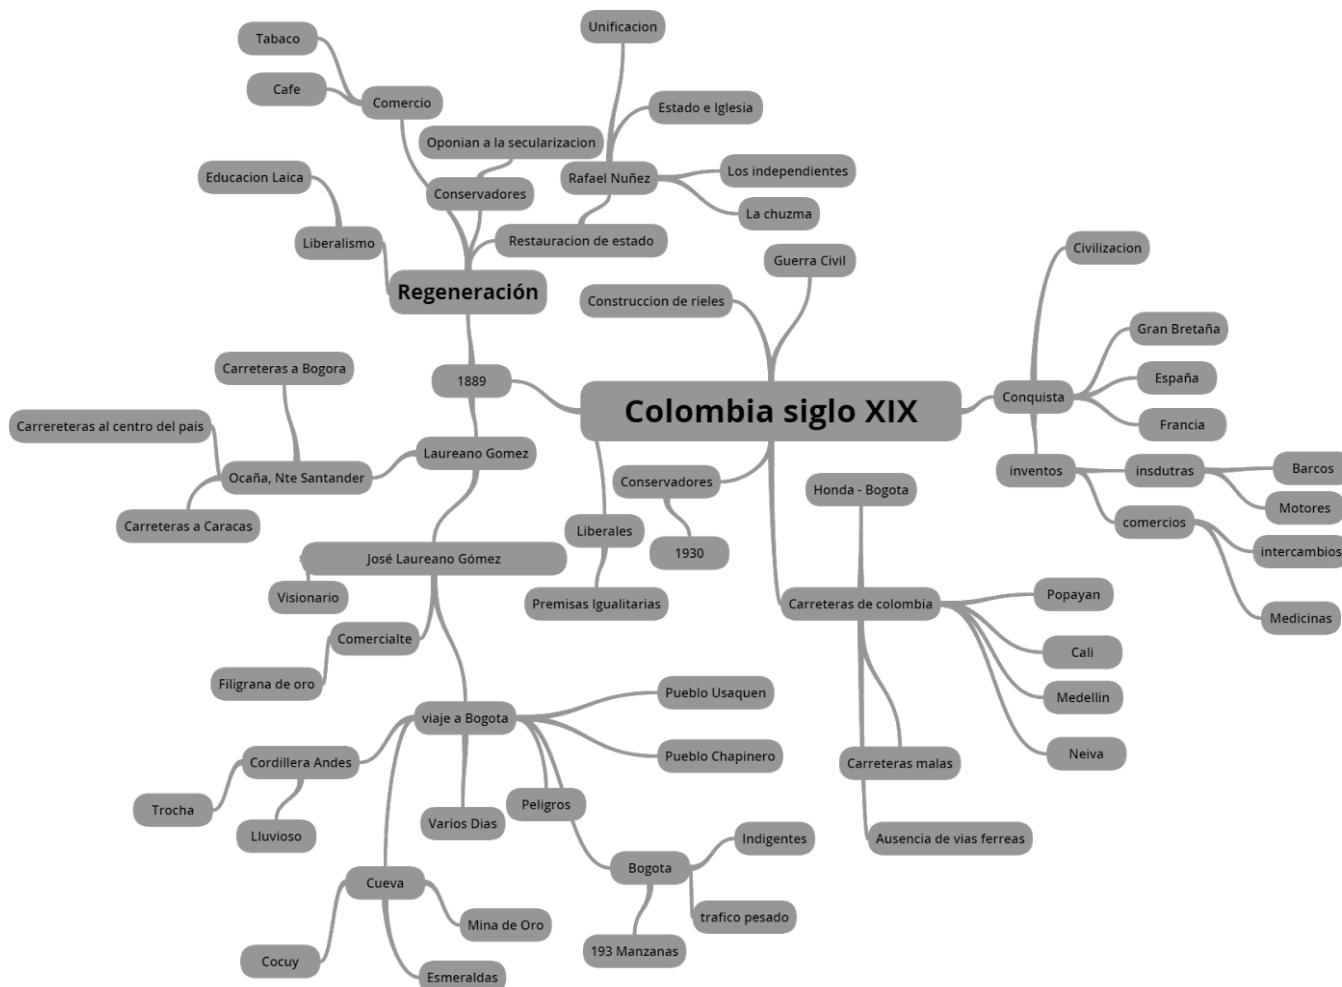 Unificacion
Tabaco
Cafe
Comercio
Estado e Iglesia
Oponian a la secularizacion
Educacion Laica
Conservadores
Rafael Nuñez
Los independientes
La chuzma
Liberalismo
Restauracion de estado
Regeneración
Guerra Civil
Civilizacion
Construccion de rieles
Gran Bretaña
Carreteras a Bogora
1889
España
Colombia siglo XIX
Conquista
Francia
Carrereteras al centro del pais
Laureano Gomez
Ocaña, Nte Santander
Carreteras a Caracas
Conservadores
1930
Liberales
Premisas Igualitarias
Honda - Bogota
inventos
insdutras
Barcos
Motores
comercios
intercambios
Medicinas
José Laureano Gómez
Visionario
Comercialte
Filigrana de oro
Carreteras de colombia
Popayan
Cali
Medellin
Neiva
Carreteras malas
Ausencia de vias ferreas
viaje a Bogota
Pueblo Usaquen
Pueblo Chapinero
Cordillera Andes
Trocha
Lluvioso
Varios Dias
Peligros
Bogota
Indigentes
trafico pesado
193 Manzanas
Cueva
Mina de Oro
Cocuy
Esmeraldas